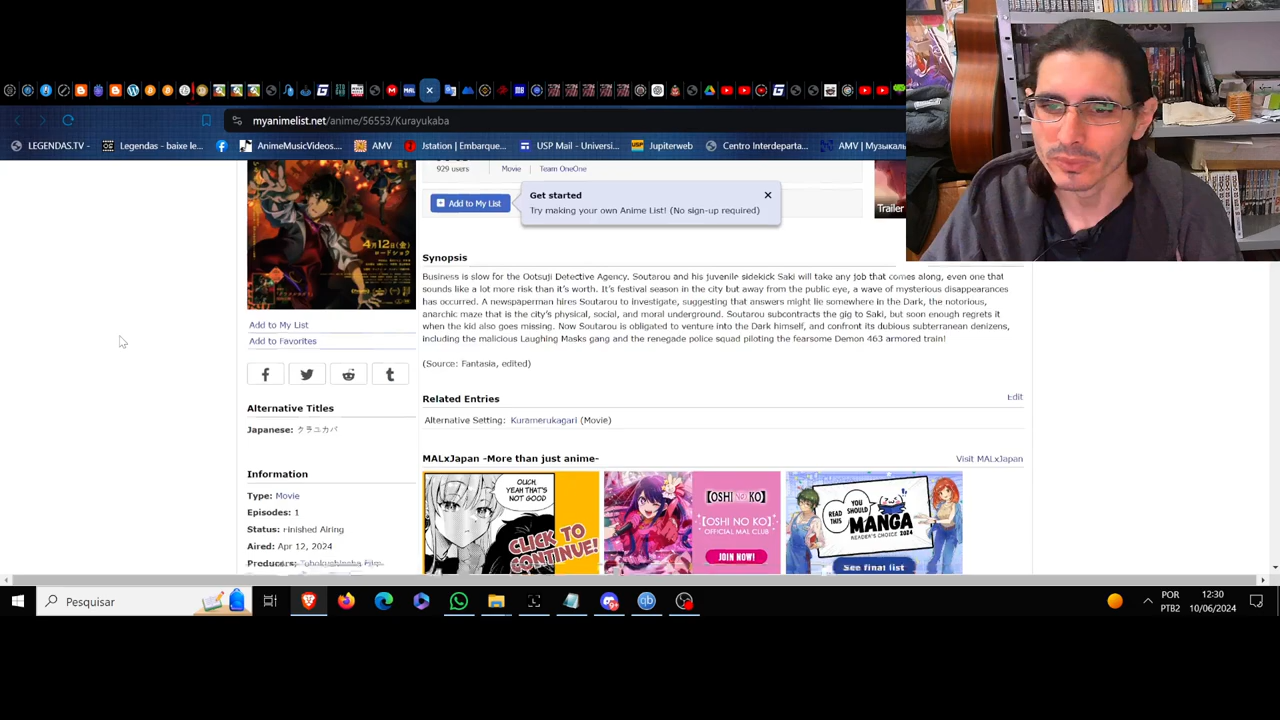 myanimelist.net/anime/56553/Kurayukaba
LEGENDAS.TV -
Legendas - baixe le...
AnimeMusicVideos....
AMV
Jstation | Embarque...
USP Mail - Universi...
Jupiterweb
Centro Interdeparta...
929 users
Movie
Team OneOne
Get started
Try making your own Anime List! (No sign-up required)
Add to My List
Trailer
4月12日(金)
Synopsis
Business is slow for the Ootsuji Detective Agency. Soutarou and his juvenile sidekick Saki will take any job that comes along, even one that
sounds like a lot more risk than it's worth. It's festival season in the city but away from the public eye, a wave of mysterious disappearances
has occurred. A newspaperman hires Soutarou to investigate, suggesting that answers might lie somewhere in the Dark, the notorious,
anarchic maze that is the city's physical, social, and moral underground. Soutarou subcontracts the gig to Saki, but soon enough regrets it
when the kid also goes missing. Now Soutarou is obligated to venture into the Dark himself, and confront its dubious subterranean denizens,
including the malicious Laughing Masks gang and the renegade police squad piloting the fearsome Demon 463 armored train!
(Source: Fantasia, edited)
Add to My List
Add to Favorites
Related Entries
Edit
Alternative Setting: Kuramerukagari (Movie)
Alternative Titles
Japanese: クラユカバ
MALxJapan -More than just anime-
Visit MALxJapan
Information
Type: Movie
Episodes: 1
Status: Finished Airing
Aired: Apr 12, 2024
Producers:
OUCH,
YEAH THAT'S
NOT GOOD
CLICK TO
CONTINUE!
【OSHI NO KO】
[OSHI NO KO]
OFFICIAL MAL CLUB
JOIN NOW!
YOU
SHOULD
READ
THIS
MANGA
READER'S CHOICE 2024
See final list
Pesquisar
POR
PTB2
12:30
10/06/2024